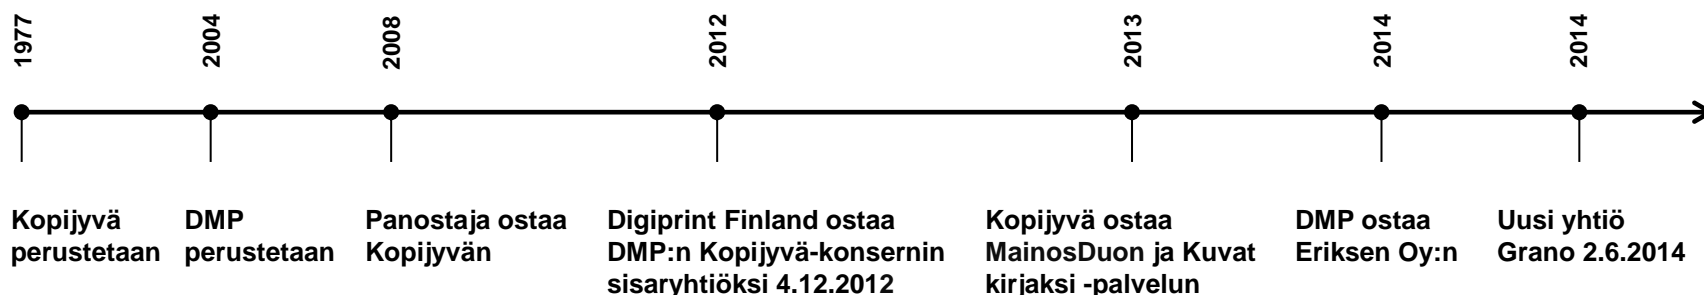 1977
2004
2008
2012
2013
2014
2014
Kopijyvä
perustetaan
DMP
perustetaan
Panostaja ostaa
Kopijyvän
Digiprint Finland ostaa
DMP:n Kopijyvä-konsernin
sisaryhtiöksi 4.12.2012
Kopijyvä ostaa
MainosDuon ja Kuvat
kirjaksi -palvelun
DMP ostaa
Eriksen Oy:n
Uusi yhtiö
Grano 2.6.2014